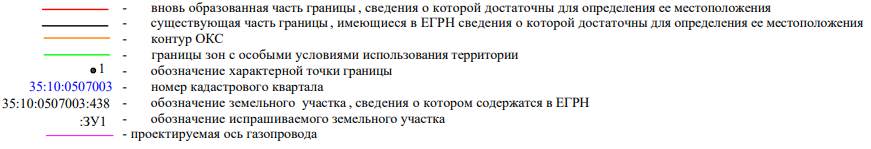 - вновь образованная часть границы, сведения о которой достаточны для определения ее местоположения
- существующая часть границы, имеющиеся в ЕГРН сведения о которой достаточны для определения ее местоположения
- контур ОКС
- границы зон с особыми условиями использования территории
1 - обозначение характерной точки границы
35:10:0507003 - номер кадастрового квартала
35:10:0507003:438 - обозначение земельного участка, сведения о котором содержатся в ЕГРН
:ЗУ1 - обозначение испрашиваемого земельного участка
- проектируемая ось газопровода